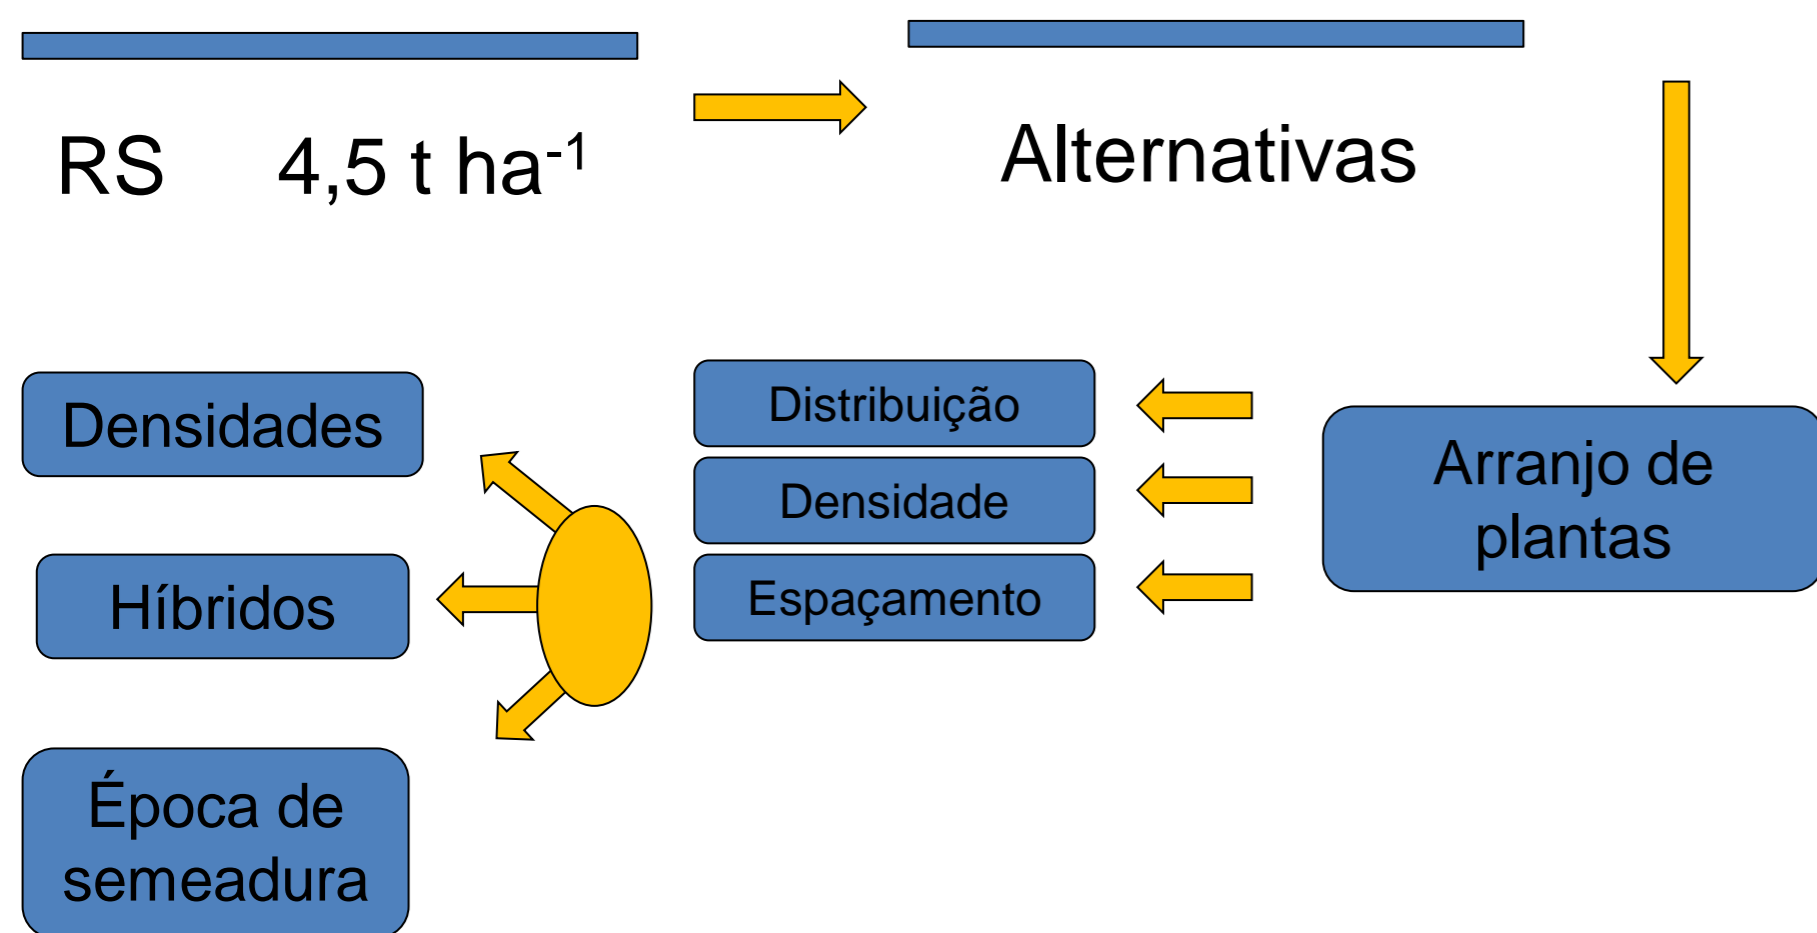 RS 4,5 t ha⁻¹
Alternativas
Densidades
Híbridos
Época de
semeadura
Distribuição
Densidade
Espaçamento
Arranjo de
plantas